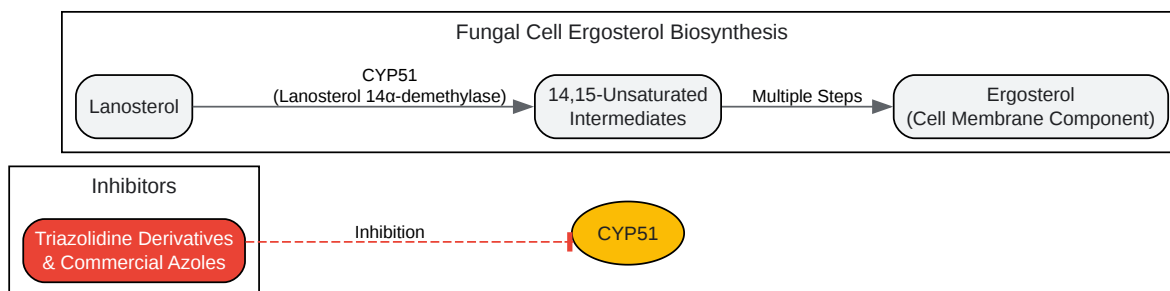 Fungal Cell Ergosterol Biosynthesis
Lanosterol
CYP51
(Lanosterol 14α-demethylase)
14,15-Unsaturated
Intermediates
Multiple Steps
Ergosterol
(Cell Membrane Component)
Inhibitors
Triazolidine Derivatives
& Commercial Azoles
Inhibition
CYP51